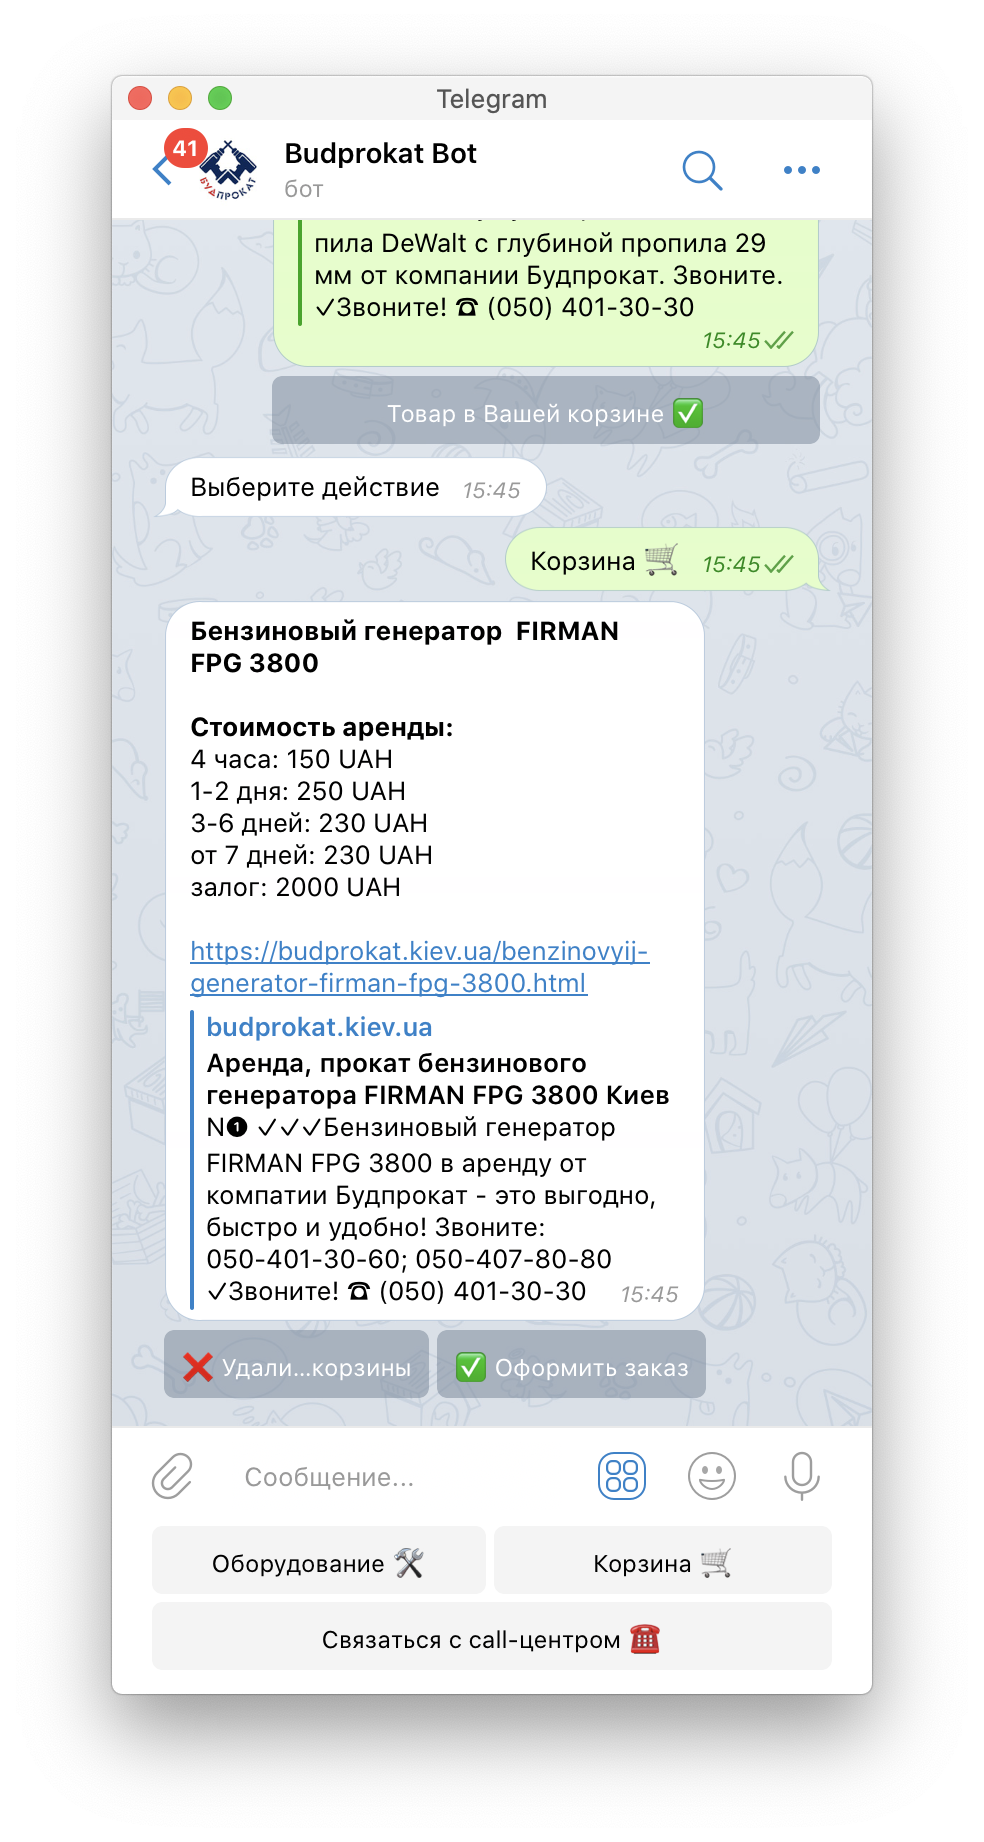 Telegram
41
Budprokat Bot
бот
БУДПРОКАТ
пила DeWalt с глубиной пропила 29
мм от компании Будпрокат. Звоните.
✓Звоните! ☎ (050) 401-30-30
15:45
Товар в Вашей корзине ✅
Выберите действие 15:45
Корзина 🛒 15:45
Бензиновый генератор  FIRMAN
FPG 3800
Стоимость аренды:
4 часа: 150 UAH
1-2 дня: 250 UAH
3-6 дней: 230 UAH
от 7 дней: 230 UAH
залог: 2000 UAH
https://budprokat.kiev.ua/benzinovyij-
generator-firman-fpg-3800.html
budprokat.kiev.ua
Аренда, прокат бензинового
генератора FIRMAN FPG 3800 Киев
N❶ ✓✓✓Бензиновый генератор
FIRMAN FPG 3800 в аренду от
компатии Будпрокат - это выгодно,
быстро и удобно! Звоните:
050-401-30-60; 050-407-80-80
✓Звоните! ☎ (050) 401-30-30 15:45
❌ Удали...корзины
✅ Оформить заказ
Сообщение...
Оборудование 🛠
Корзина 🛒
Связаться с call-центром ☎️